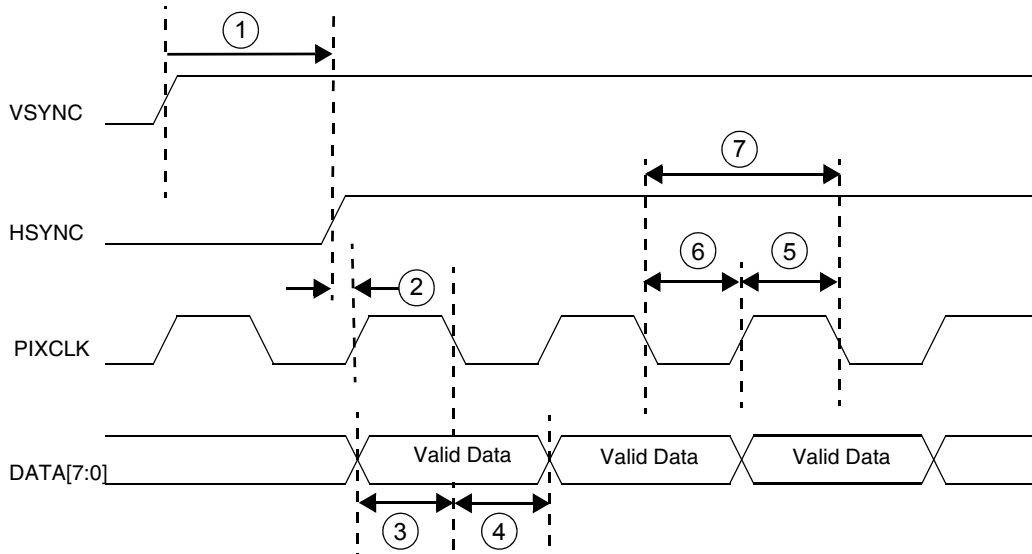 1
VSYNC
7
HSYNC
6
5
2
PIXCLK
Valid Data
Valid Data
Valid Data
DATA[7:0]
3
4